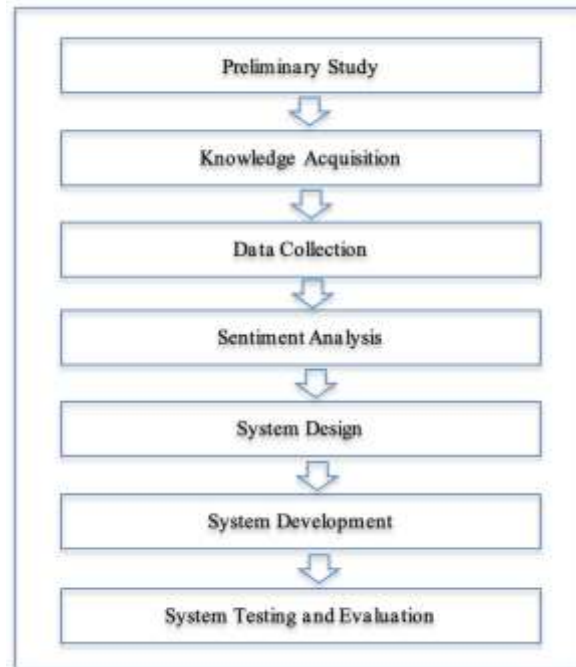 Preliminary Study
Knowledge Acquisition
Data Collection
Sentiment Analysis
System Design
System Development
System Testing and Evaluation